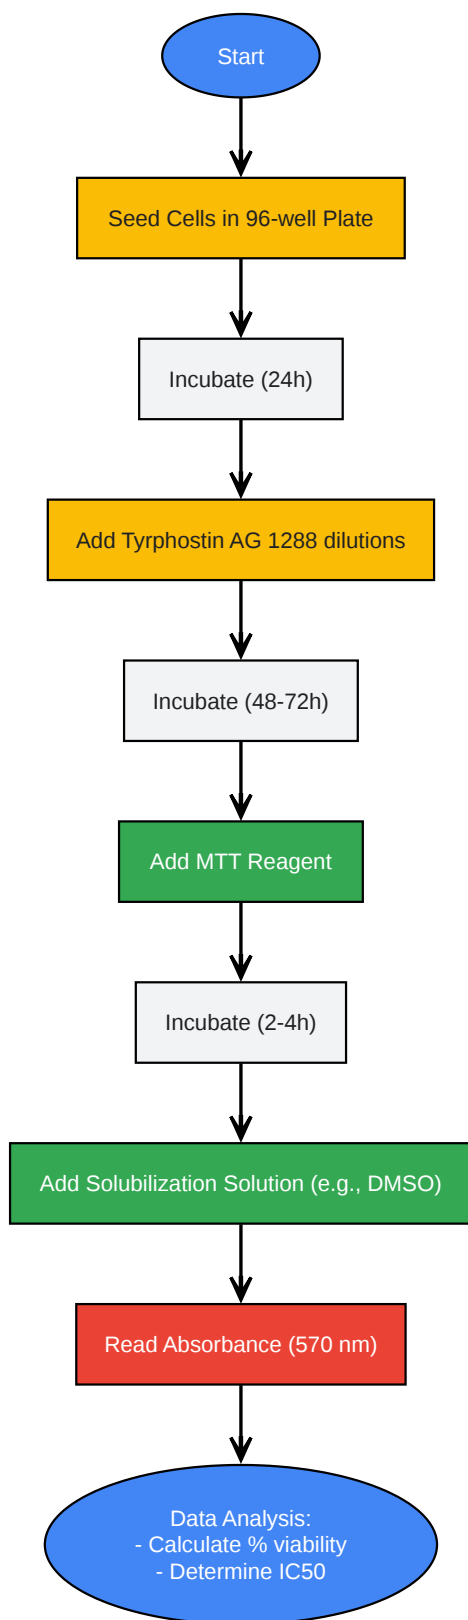 Start
Seed Cells in 96-well Plate
Incubate (24h)
Add Tyrphostin AG 1288 dilutions
Incubate (48-72h)
Add MTT Reagent
Incubate (2-4h)
Add Solubilization Solution (e.g., DMSO)
Read Absorbance (570 nm)
Data Analysis:
- Calculate % viability
- Determine IC50